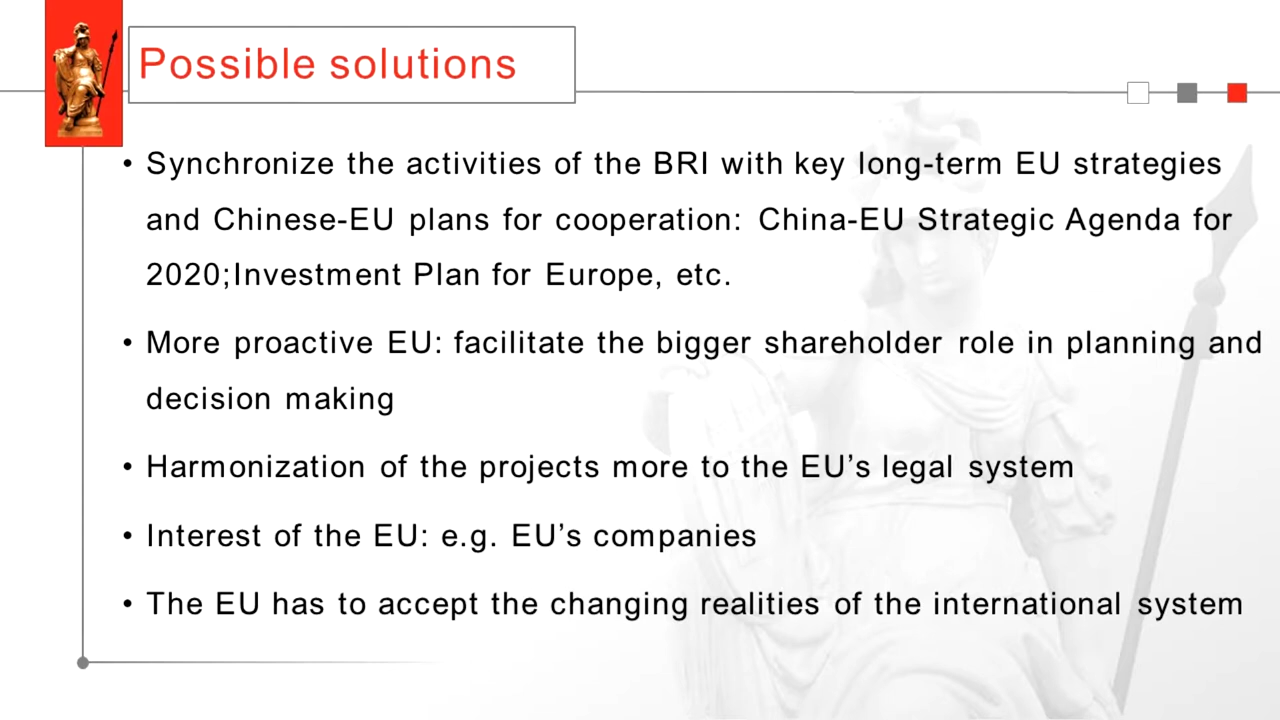 Possible solutions
• Synchronize the activities of the BRI with key long-term EU strategies
and Chinese-EU plans for cooperation: China-EU Strategic Agenda for
2020;Investment Plan for Europe, etc.
• More proactive EU: facilitate the bigger shareholder role in planning and
decision making
• Harmonization of the projects more to the EU’s legal system
• Interest of the EU: e.g. EU’s companies
• The EU has to accept the changing realities of the international system